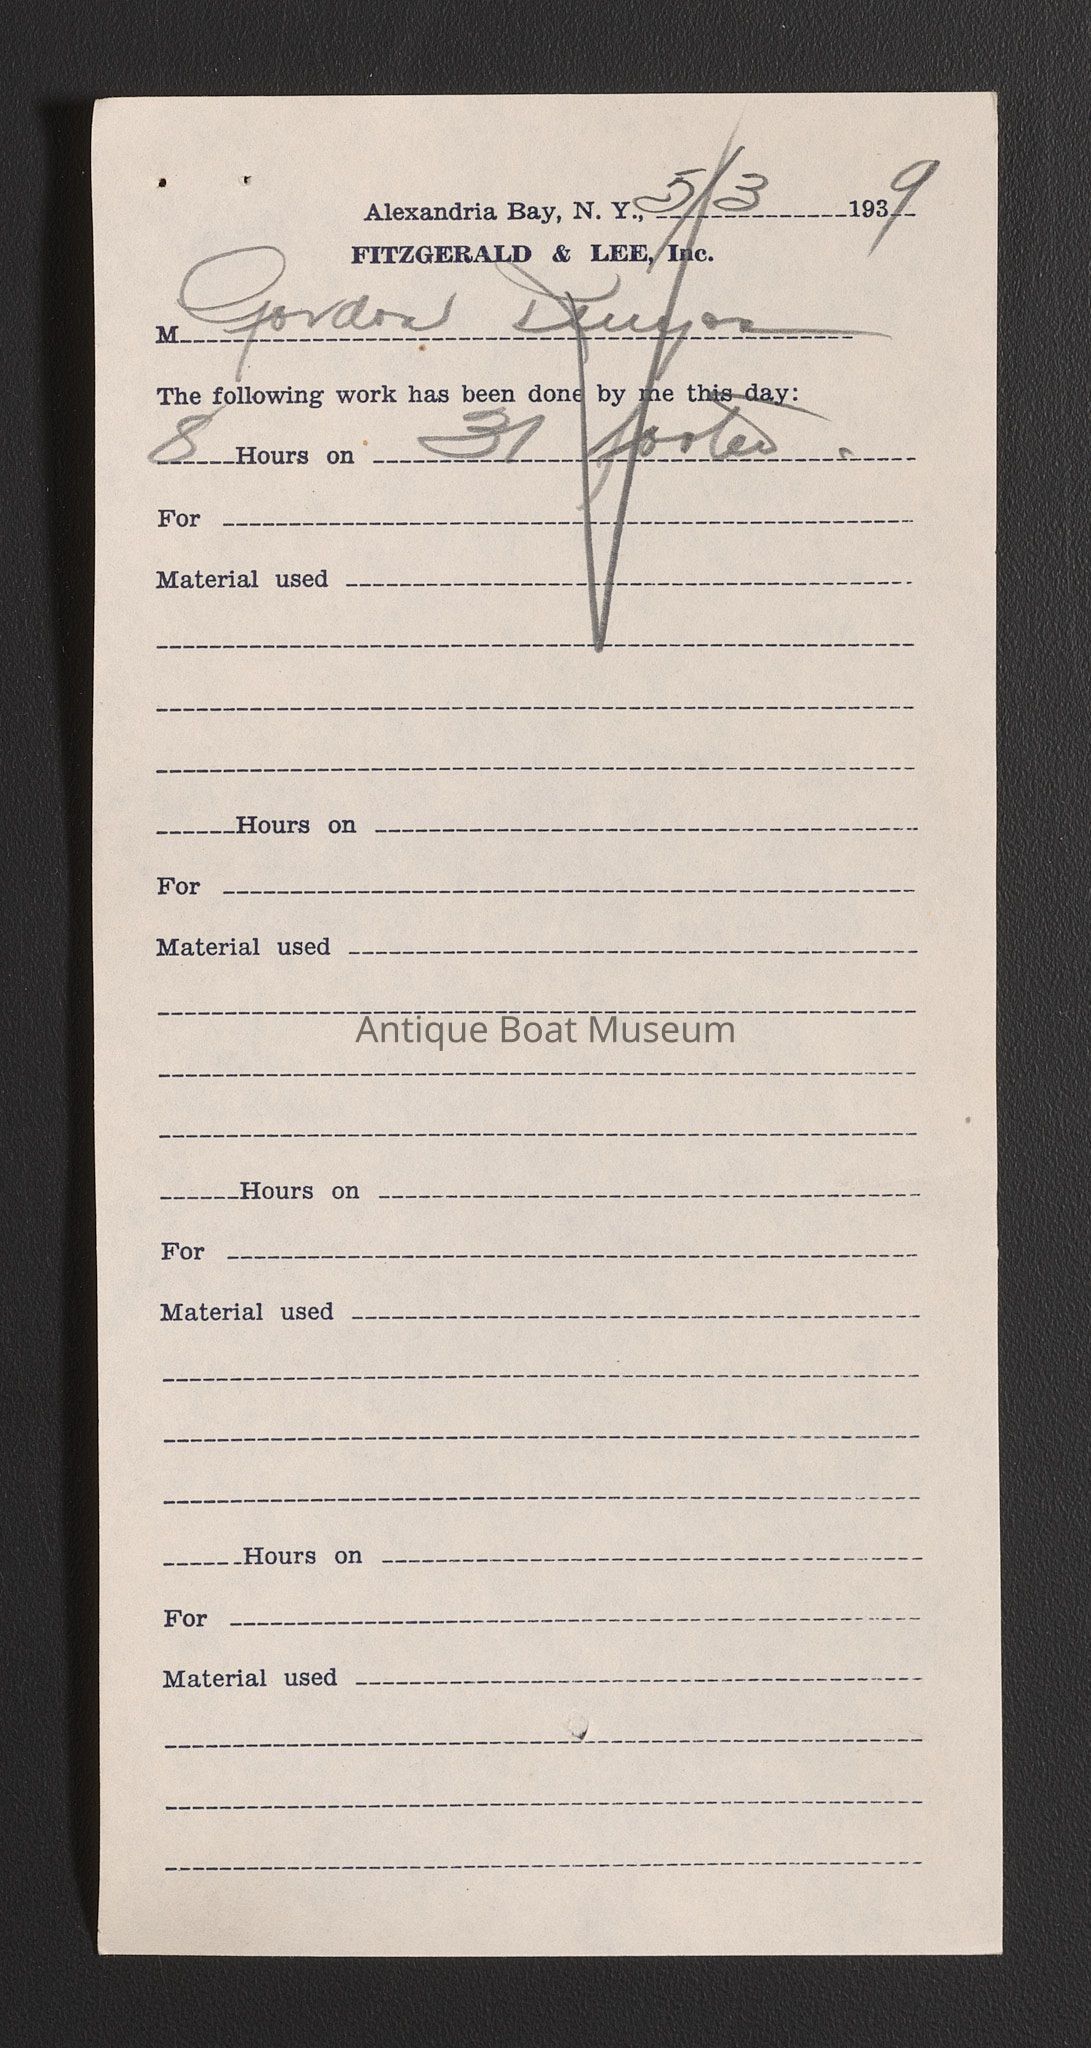 Alexandria Bay, N. Y., 5/3 1939
FITZGERALD & LEE, Inc.
M Gordon
The following work has been done by me this day:
8 Hours on 31 footer.
For
Material used
Hours on
For
Material used
Antique Boat Museum
Hours on
For
Material used
Hours on
For
Material used